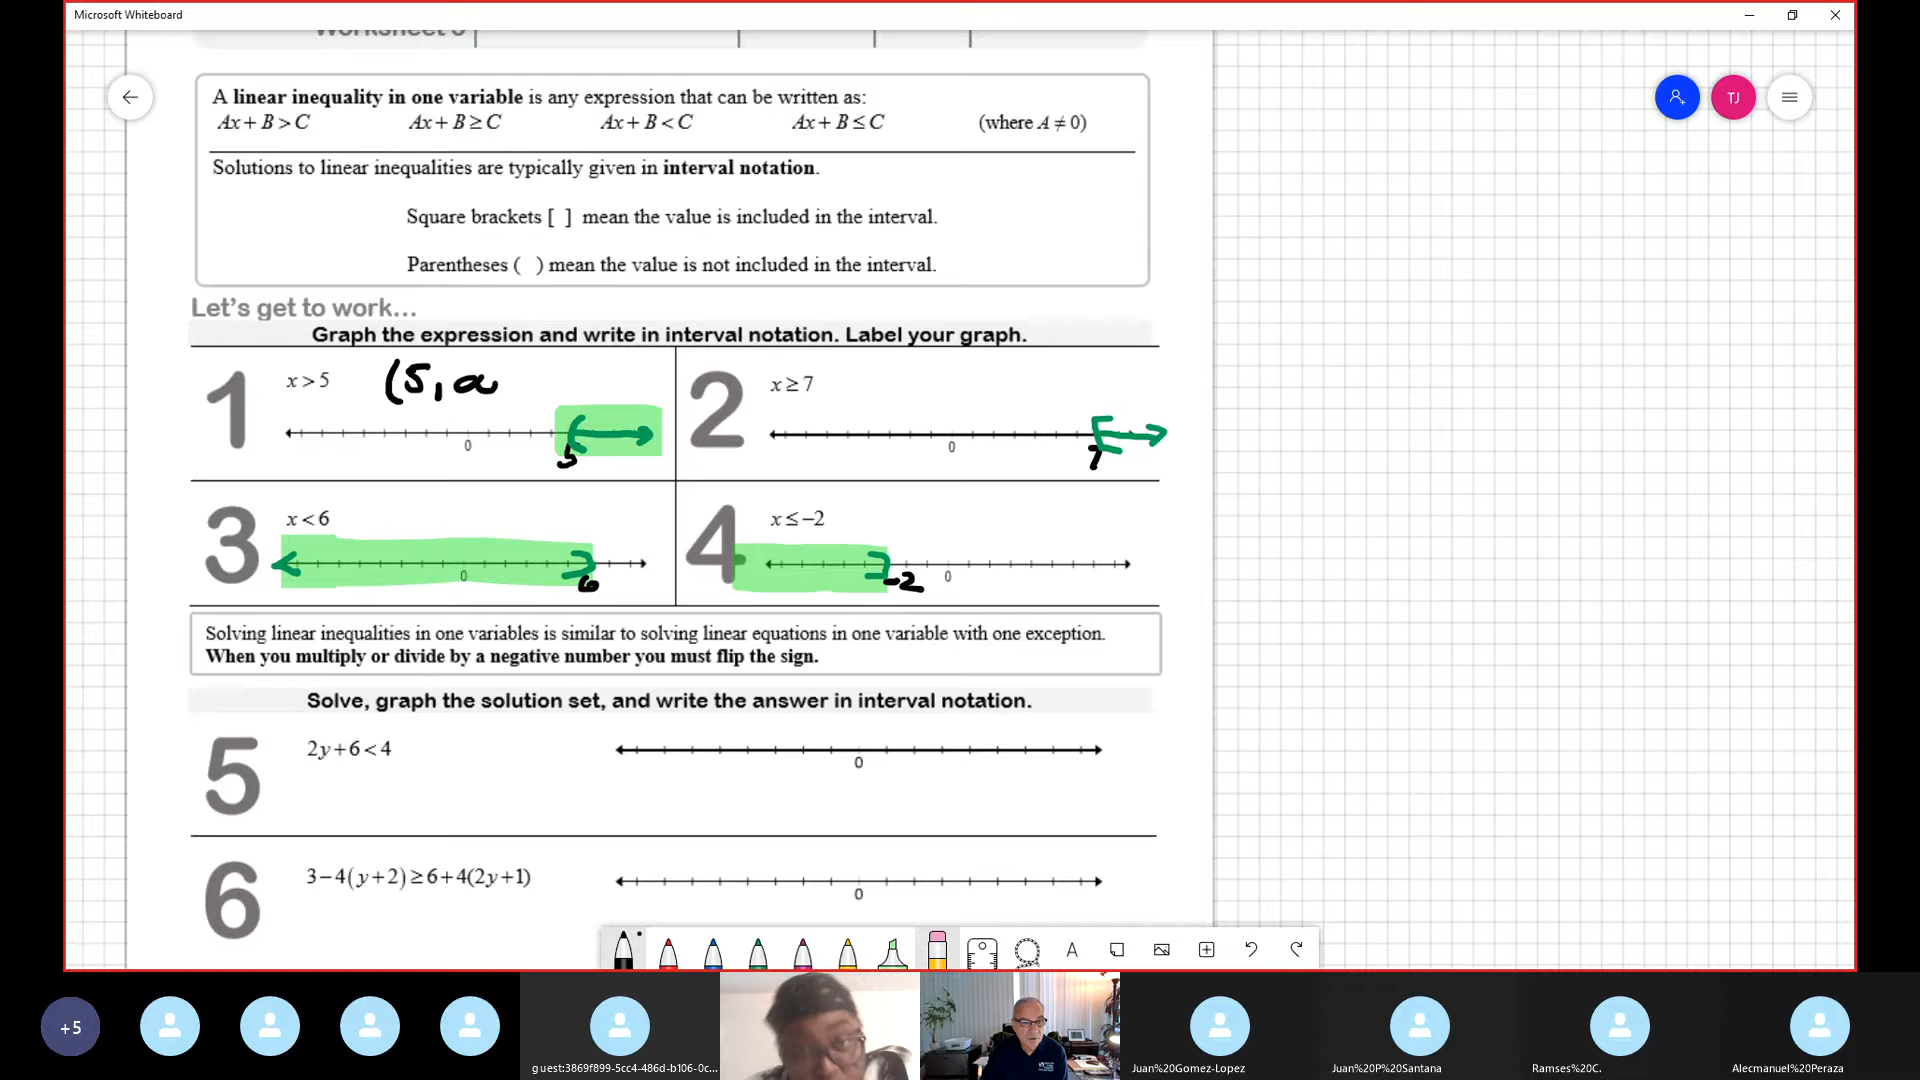 Microsoft Whiteboard
Worksheet 3
TJ
A linear inequality in one variable is any expression that can be written as:
Ax + B > C Ax + B ≥ C Ax + B < C Ax + B ≤ C (where A ≠ 0)
Solutions to linear inequalities are typically given in interval notation.
Square brackets [ ] mean the value is included in the interval.
Parentheses ( ) mean the value is not included in the interval.
Let's get to work...
Graph the expression and write in interval notation. Label your graph.
1 x > 5 (5, ∞
0 5
2 x ≥ 7
0 7
3 x < 6
0 6
4 x ≤ −2
-2 0
Solving linear inequalities in one variables is similar to solving linear equations in one variable with one exception.
When you multiply or divide by a negative number you must flip the sign.
Solve, graph the solution set, and write the answer in interval notation.
5 2y + 6 < 4
0
6 3 − 4(y + 2) ≥ 6 + 4(2y + 1)
0
A
+5
guest:3869f899-5cc4-486d-b106-0c...
Juan%20Gomez-Lopez
Juan%20P%20Santana
Ramses%20C.
Alecmanuel%20Peraza